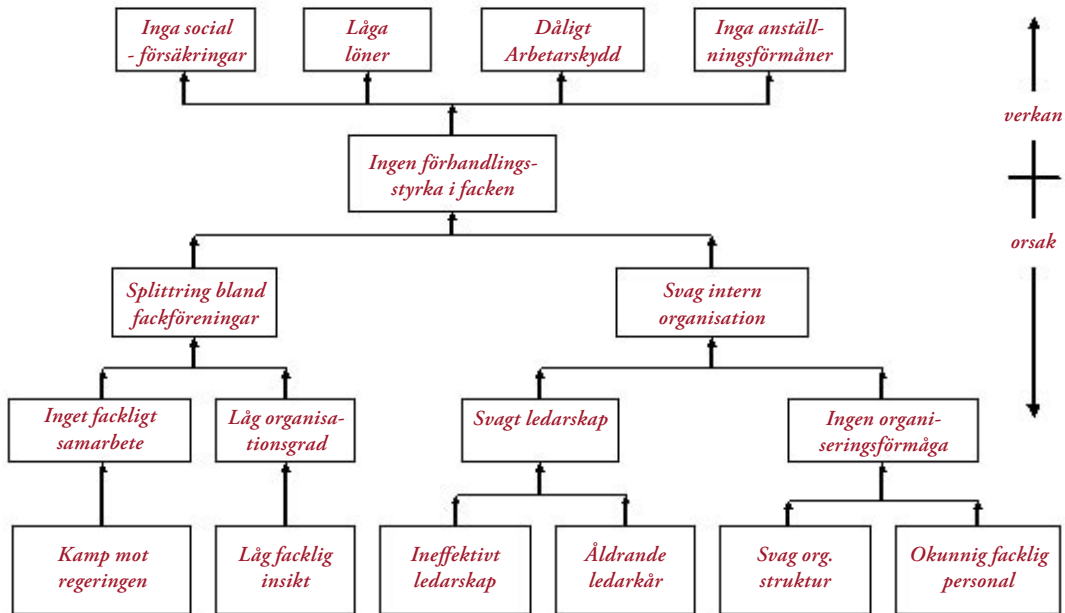 Inga social
- försäkringar
Låga
löner
Dåligt
Arbetarskydd
Inga anställ-
ningsförmåner
verkan
Ingen förhandlings-
styrka i facken
orsak
Splittring bland
fackföreningar
Svag intern
organisation
Inget fackligt
samarbete
Låg organisa-
tionsgrad
Svagt ledarskap
Ingen organi-
seringsförmåga
Kamp mot
regeringen
Låg facklig
insikt
Ineffektivt
ledarskap
Åldrande
ledarkår
Svag org.
struktur
Okunnig facklig
personal